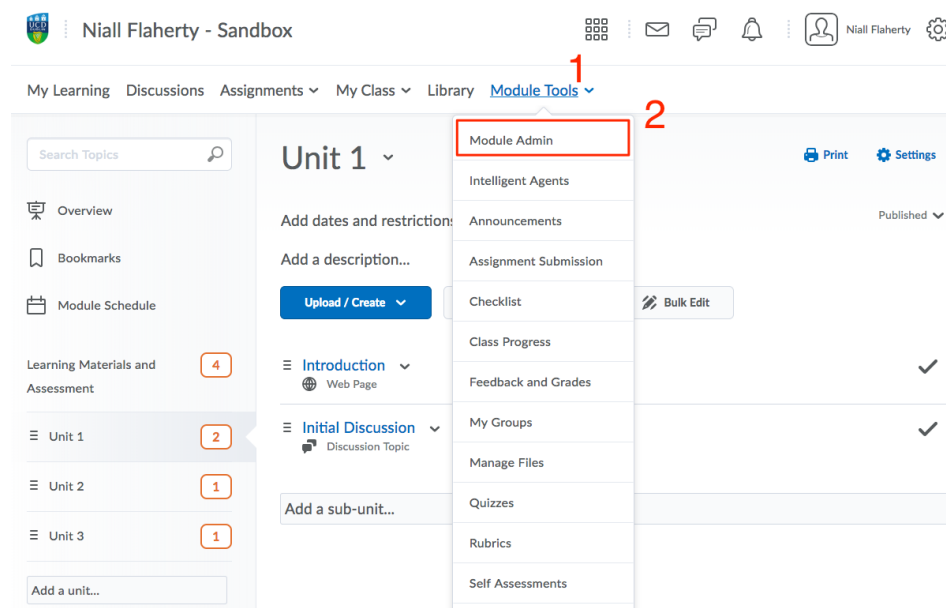 UCD
DUBLIN
Niall Flaherty - Sandbox
Niall Flaherty
1
My Learning Discussions Assignments My Class Library Module Tools
2
Search Topics
Overview
Bookmarks
Module Schedule
Learning Materials and
Assessment
4
Unit 1
2
Unit 2
1
Unit 3
1
Add a unit...
Unit 1
Print
Settings
Add dates and restrictions
Published
Add a description...
Upload / Create
Bulk Edit
Introduction
Web Page
Initial Discussion
Discussion Topic
Add a sub-unit...
Module Admin
Intelligent Agents
Announcements
Assignment Submission
Checklist
Class Progress
Feedback and Grades
My Groups
Manage Files
Quizzes
Rubrics
Self Assessments